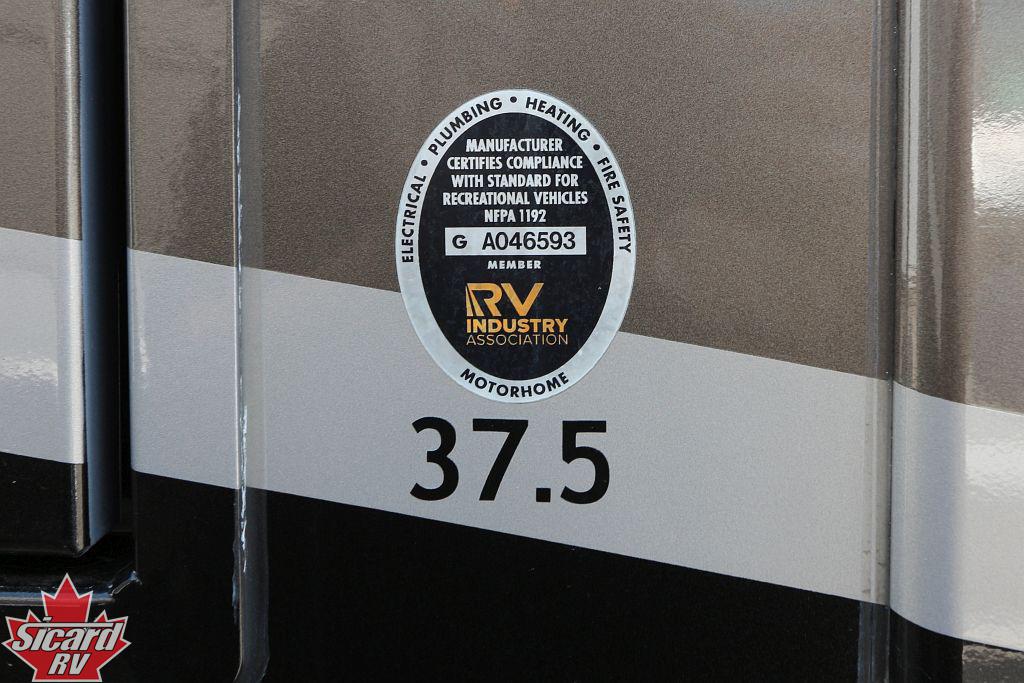 ELECTRICAL • PLUMBING • HEATING • FIRE SAFETY
MANUFACTURER
CERTIFIES COMPLIANCE
WITH STANDARD FOR
RECREATIONAL VEHICLES
NFPA 1192
G A046593
MEMBER
RV
INDUSTRY
ASSOCIATION
MOTORHOME
37.5
Sicard
RV